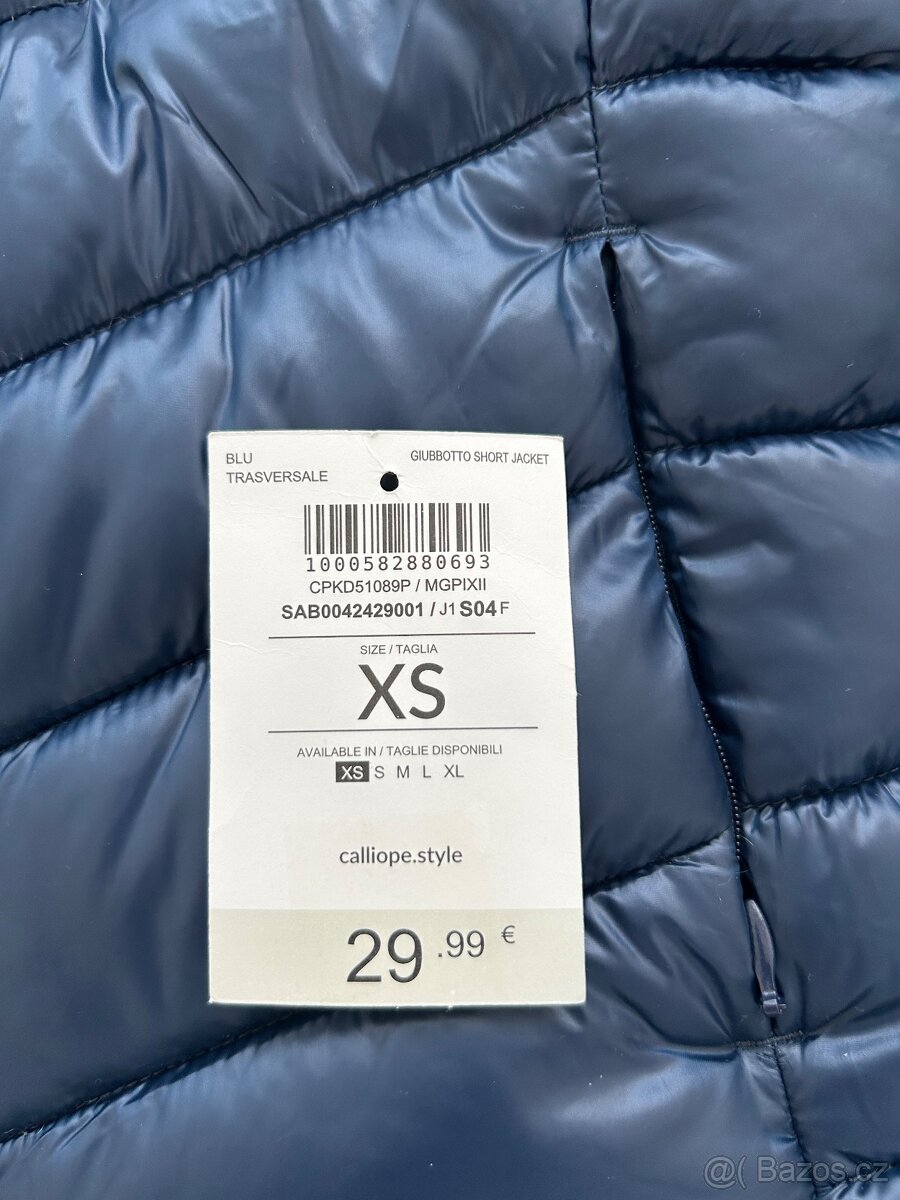 BLU
TRASVERSALE
GIUBBOTTO SHORT JACKET
1000582880693
CPKD51089P / MGPIXII
SAB0042429001 / J1 S04 F
SIZE / TAGLIA
XS
AVAILABLE IN / TAGLIE DISPONIBILI
XS S M L XL
calliope.style
29 .99 €
@( Bazos.cz